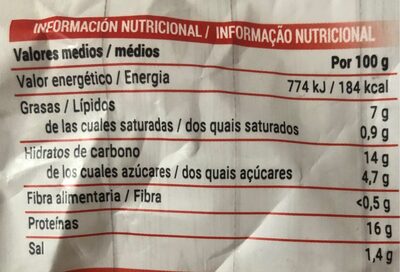 INFORMACIÓN NUTRICIONAL / INFORMAÇÃO NUTRICIONAL
Valores medios / médios Por 100 g
Valor energético / Energia 774 kJ / 184 kcal
Grasas / Lípidos 7 g
de las cuales saturadas / dos quais saturados 0,9 g
Hidratos de carbono 14 g
de los cuales azúcares / dos quais açúcares 4,7 g
Fibra alimentaria / Fibra <0,5 g
Proteínas 16 g
Sal 1,4 g